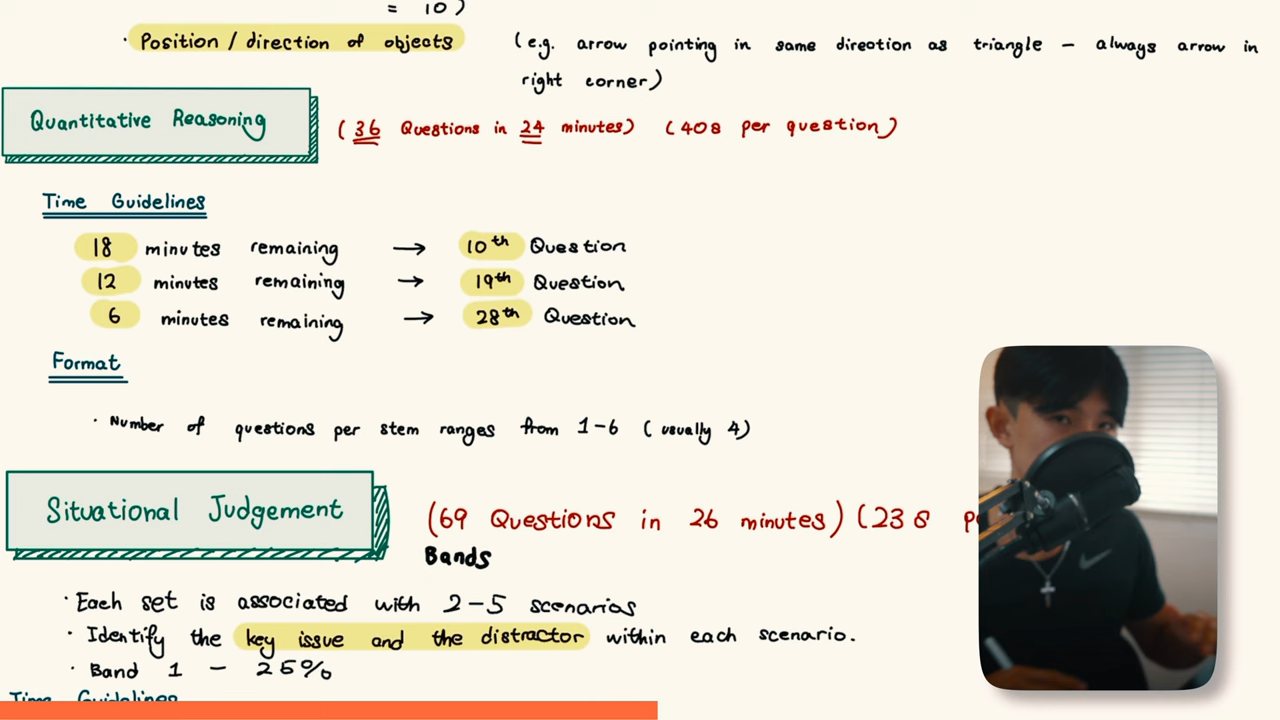 = 10)
· Position / direction of objects (e.g. arrow pointing in same direction as triangle – always arrow in
right corner)
Quantitative Reasoning (36 Questions in 24 minutes) (40s per question)
Time Guidelines
18 minutes remaining → 10th Question
12 minutes remaining → 19th Question
6 minutes remaining → 28th Question
Format
· Number of questions per stem ranges from 1-6 (usually 4)
Situational Judgement (69 Questions in 26 minutes) (23s
Bands
· Each set is associated with 2-5 scenarios
· Identify the key issue and the distractor within each scenario.
· Band 1 – 25%
Time Guidelines